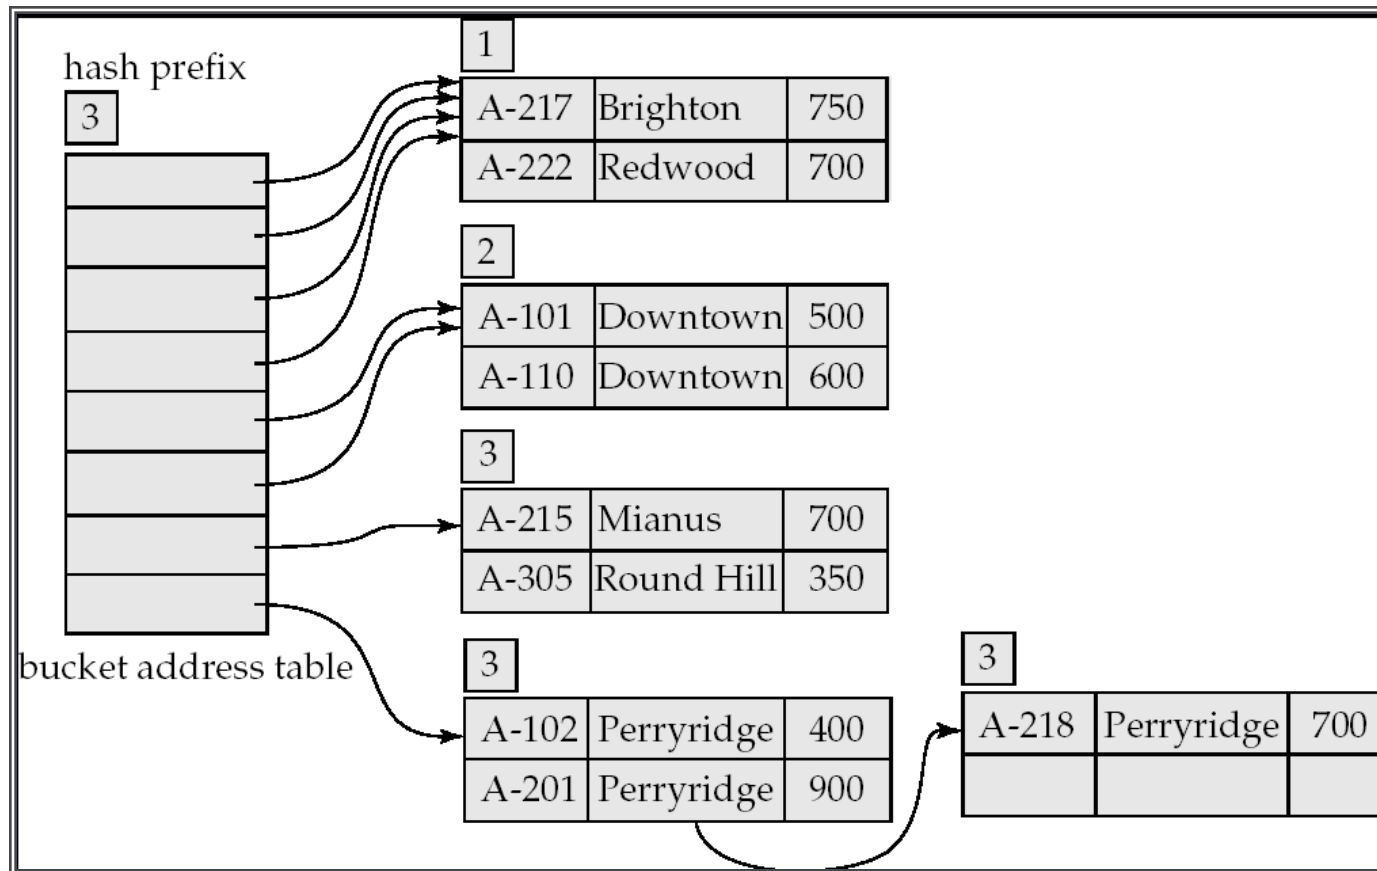 hash prefix
3
1
A-217 Brighton 750
A-222 Redwood 700
2
A-101 Downtown 500
A-110 Downtown 600
3
A-215 Mianus 700
A-305 Round Hill 350
bucket address table
3
A-102 Perryridge 400
A-201 Perryridge 900
3
A-218 Perryridge 700